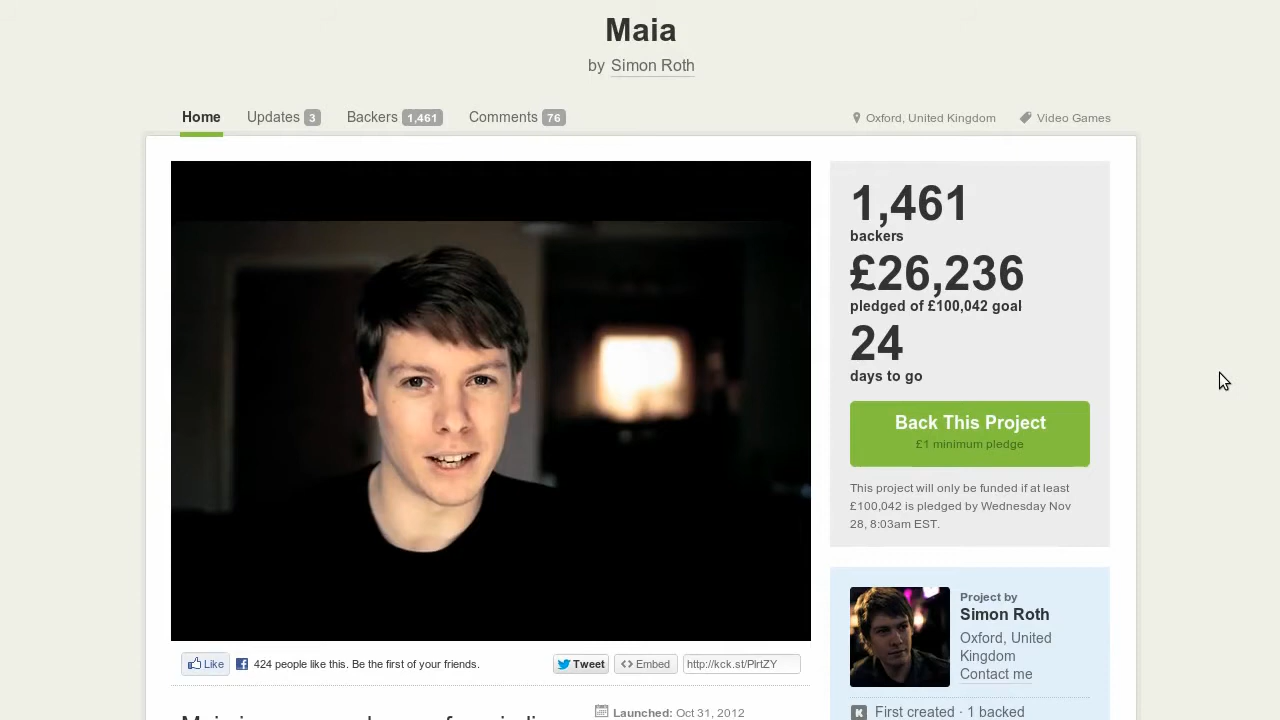 Maia
by Simon Roth
Home Updates 3 Backers 1,461 Comments 76
Oxford, United Kingdom Video Games
1,461
backers
£26,236
pledged of £100,042 goal
24
days to go
Back This Project
£1 minimum pledge
This project will only be funded if at least
£100,042 is pledged by Wednesday Nov
28, 8:03am EST.
Project by
Simon Roth
Oxford, United
Kingdom
Contact me
First created · 1 backed
Like 424 people like this. Be the first of your friends.
Tweet Embed http://kck.st/PlrtZY
Launched: Oct 31, 2012